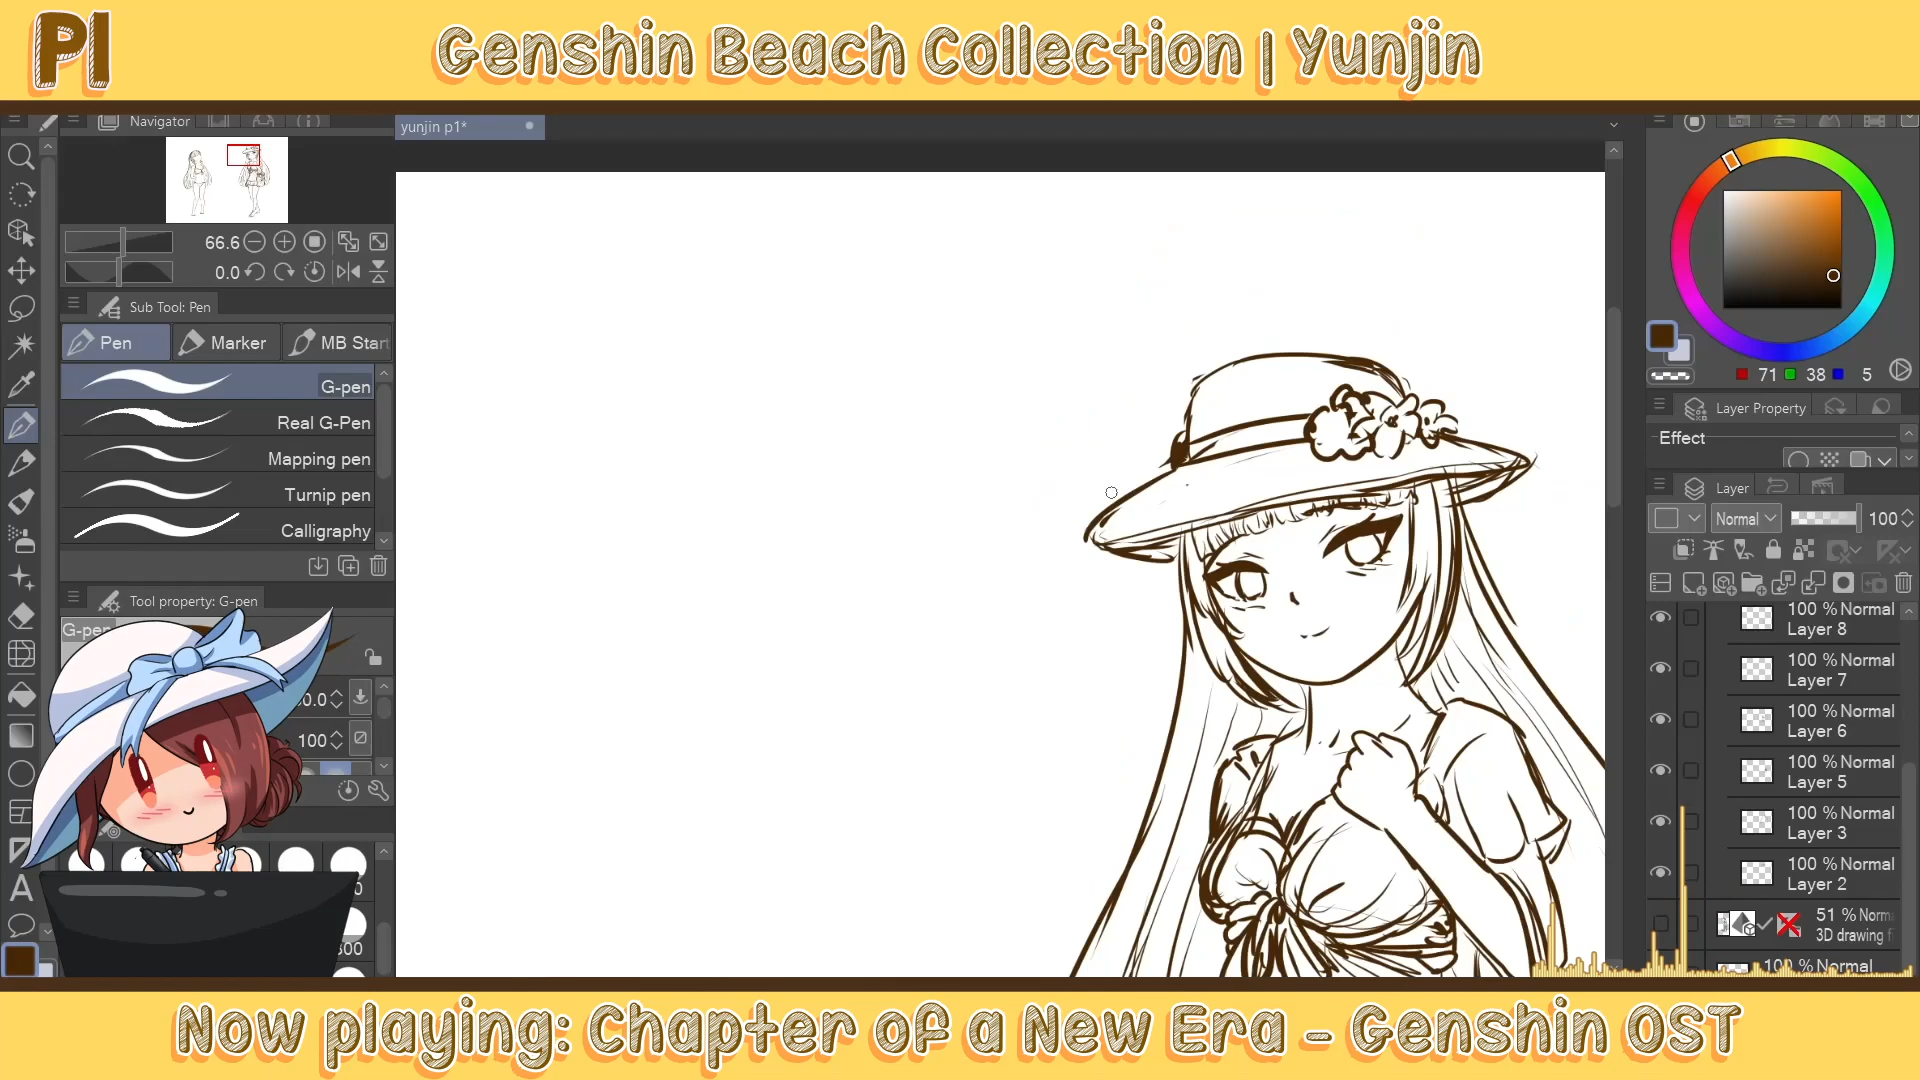 P1
Genshin Beach Collection | Yunjin
Navigator
yunjin p1*
66.6
0.0
Sub Tool: Pen
Pen
Marker
MB Start
G-pen
Real G-Pen
Mapping pen
Turnip pen
Calligraphy
Tool property: G-pen
G-pen
100
71 38 5
Layer Property
Effect
Layer
Normal 100
100 % Normal
Layer 8
100 % Normal
Layer 7
100 % Normal
Layer 6
100 % Normal
Layer 5
100 % Normal
Layer 3
100 % Normal
Layer 2
51 % Norm
3D drawing f
100 % Normal
Now playing: Chapter of a New Era - Genshin OST